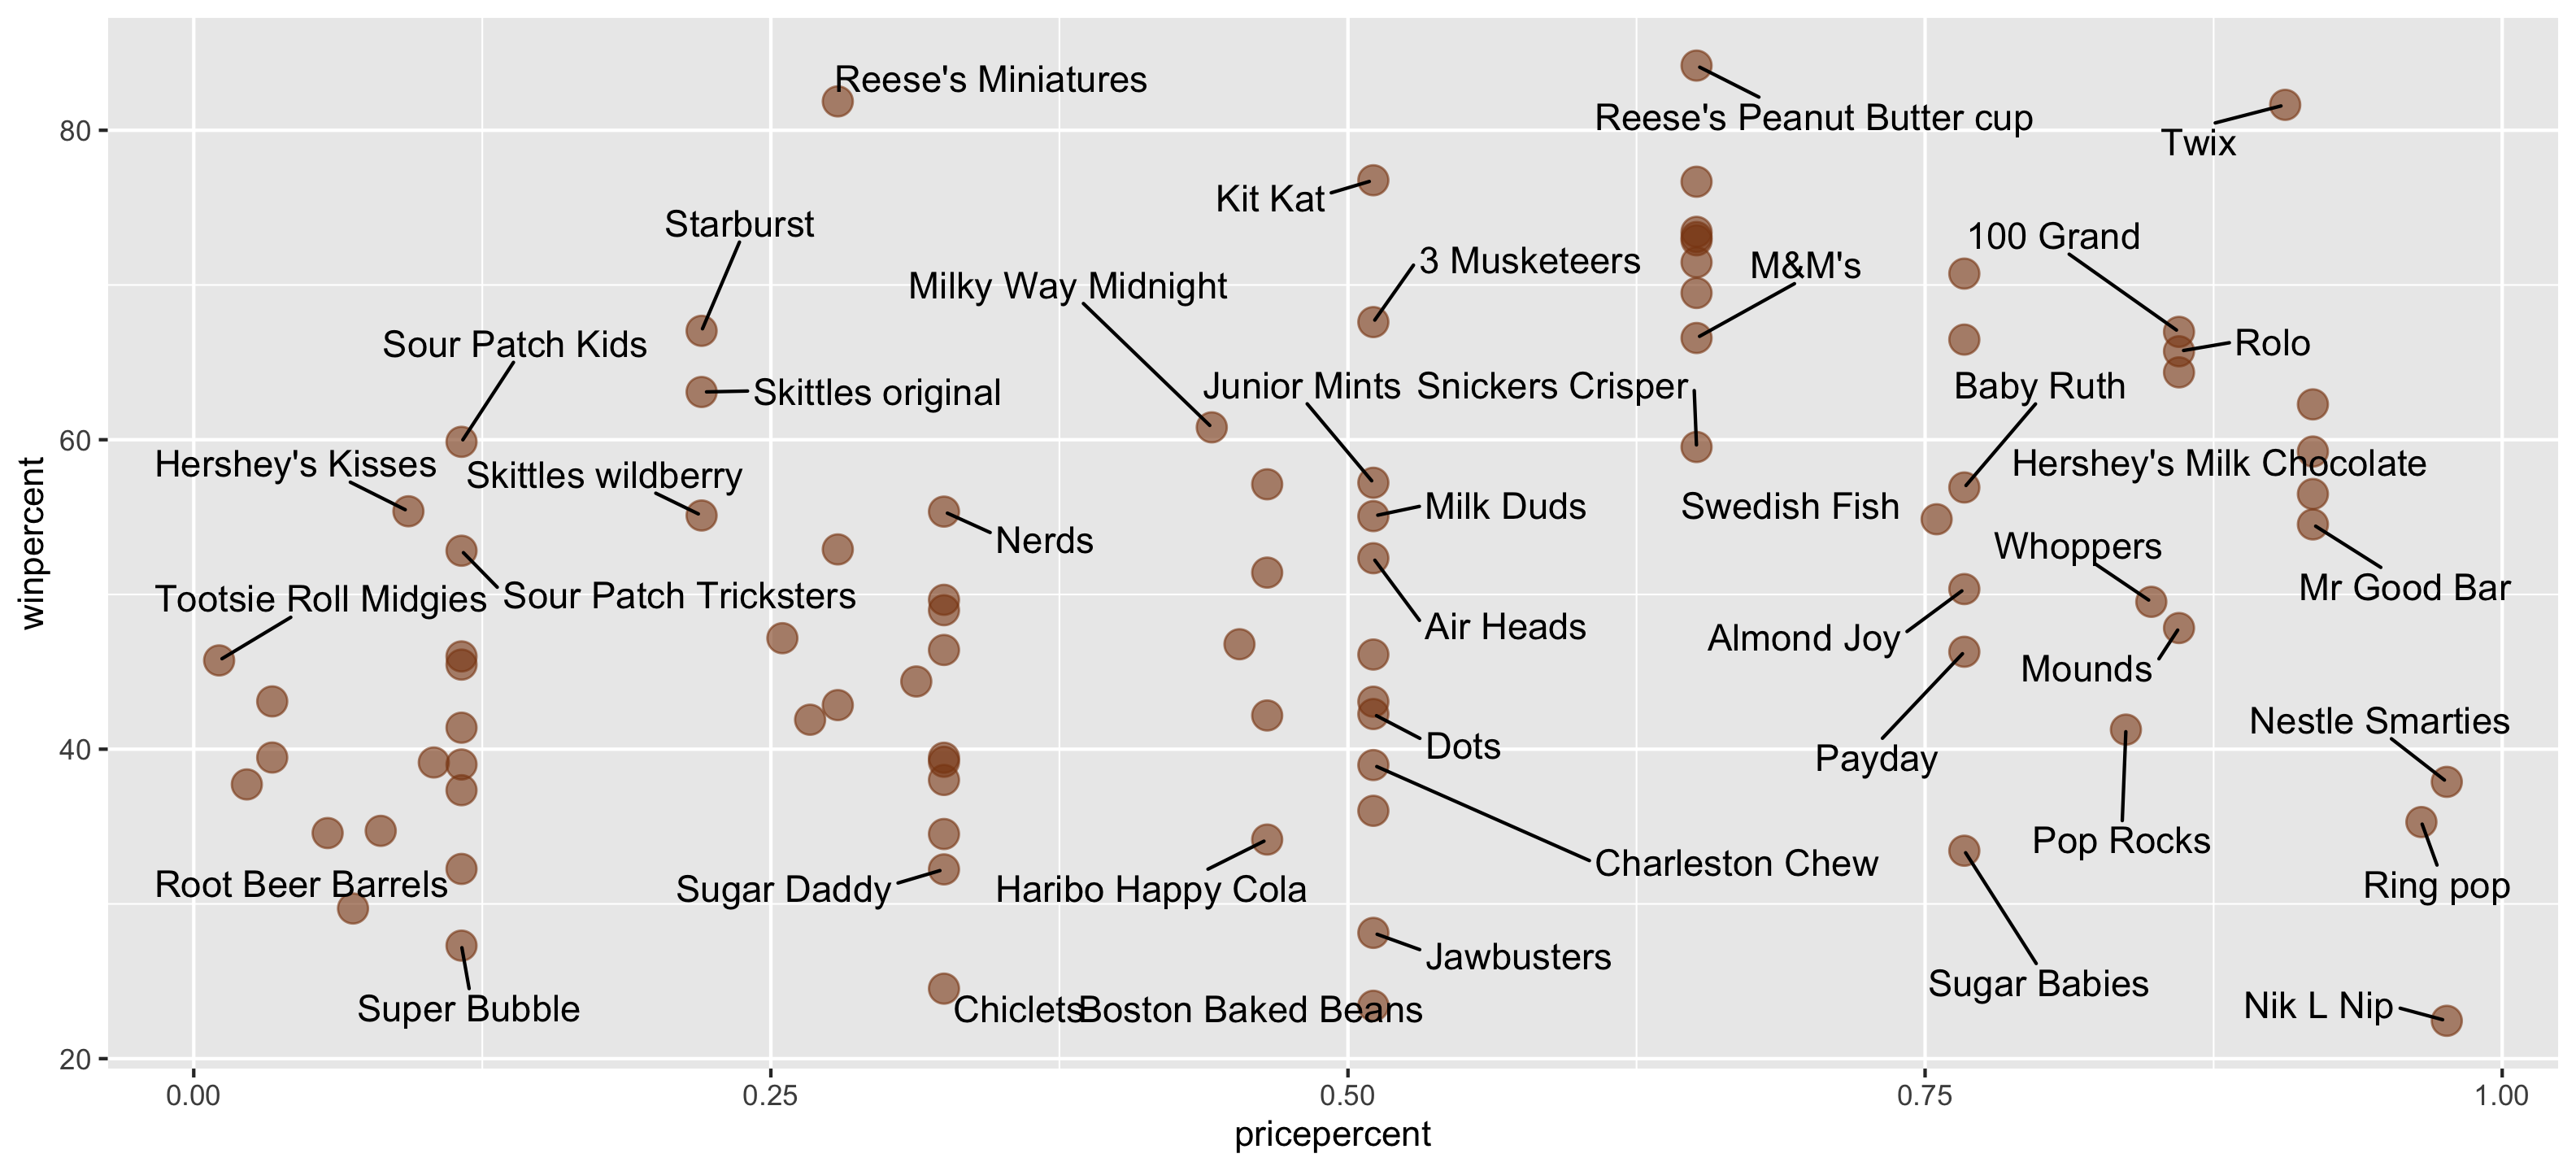 Reese's Miniatures
80
Reese's Peanut Butter cup
Twix
Kit Kat
Starburst
100 Grand
3 Musketeers
M&M's
Milky Way Midnight
Sour Patch Kids
Rolo
Skittles original
Junior Mints
Snickers Crisper
Baby Ruth
60
Hershey's Kisses
Skittles wildberry
Hershey's Milk Chocolate
Milk Duds
Swedish Fish
Nerds
Whoppers
winpercent
Tootsie Roll Midgies
Sour Patch Tricksters
Mr Good Bar
Air Heads
Almond Joy
Mounds
Nestle Smarties
40
Dots
Payday
Pop Rocks
Charleston Chew
Root Beer Barrels
Sugar Daddy
Haribo Happy Cola
Ring pop
Jawbusters
Sugar Babies
Super Bubble
Chiclets
Boston Baked Beans
Nik L Nip
20
0.00
0.25
0.50
0.75
1.00
pricepercent